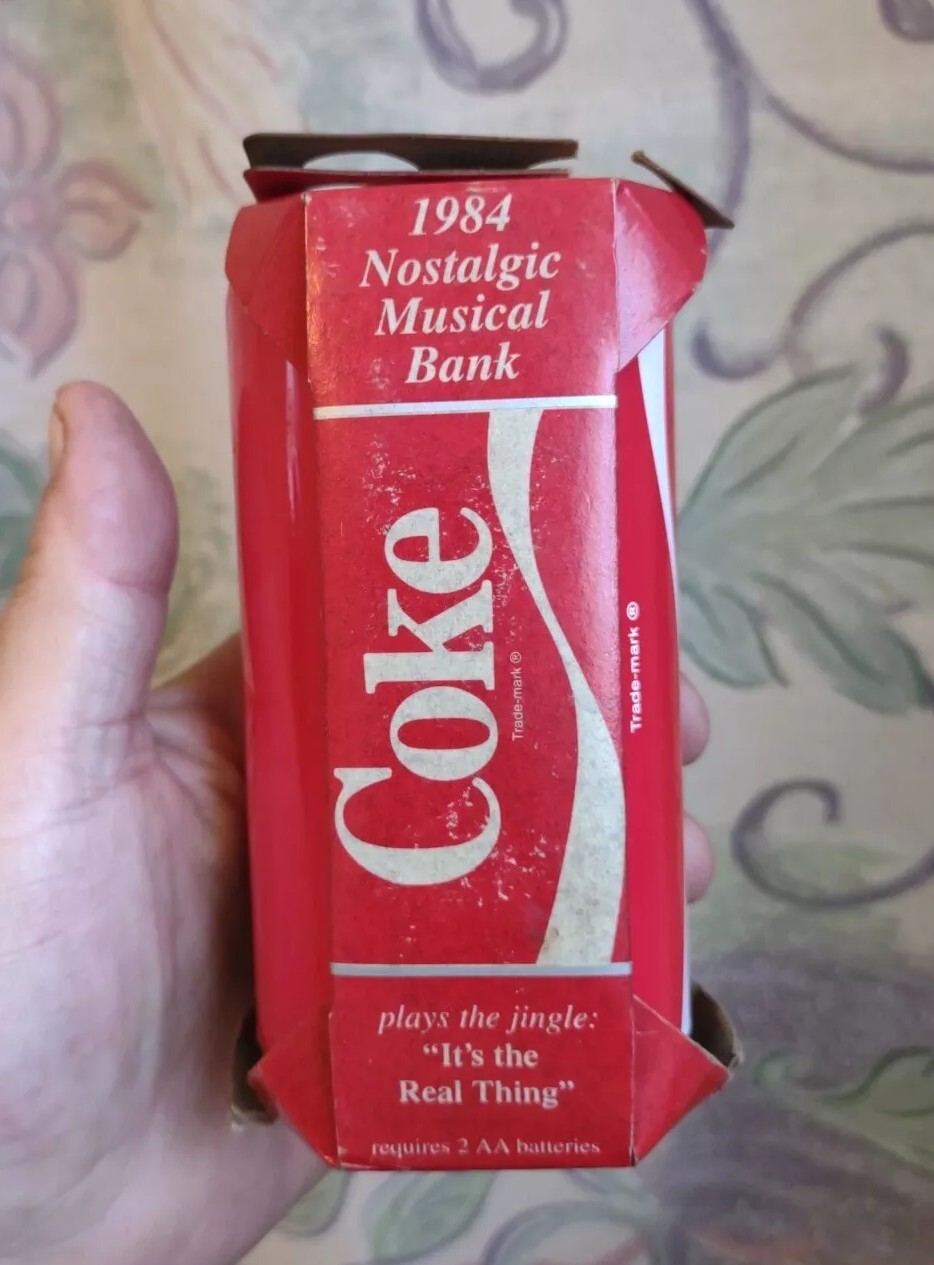 1984
Nostalgic
Musical
Bank
Coke
Trade-mark ®
Trade-mark ®
plays the jingle:
“It’s the
Real Thing”
requires 2 AA batteries